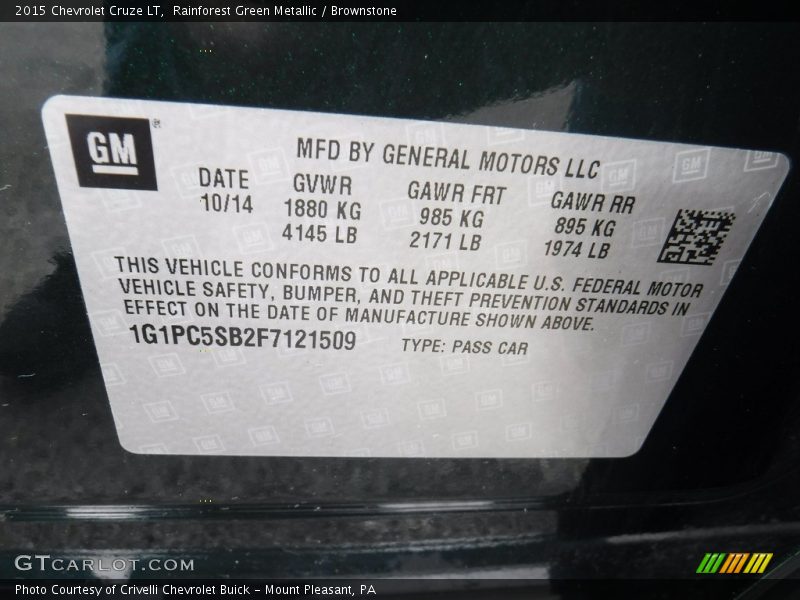 2015 Chevrolet Cruze LT, Rainforest Green Metallic / Brownstone
GM
MFD BY GENERAL MOTORS LLC
DATE GVWR GAWR FRT GAWR RR
10/14 1880 KG 985 KG 895 KG
4145 LB 2171 LB 1974 LB
THIS VEHICLE CONFORMS TO ALL APPLICABLE U.S. FEDERAL MOTOR
VEHICLE SAFETY, BUMPER, AND THEFT PREVENTION STANDARDS IN
EFFECT ON THE DATE OF MANUFACTURE SHOWN ABOVE.
1G1PC5SB2F7121509 TYPE: PASS CAR
GTCARLOT.COM
Photo Courtesy of Crivelli Chevrolet Buick – Mount Pleasant, PA